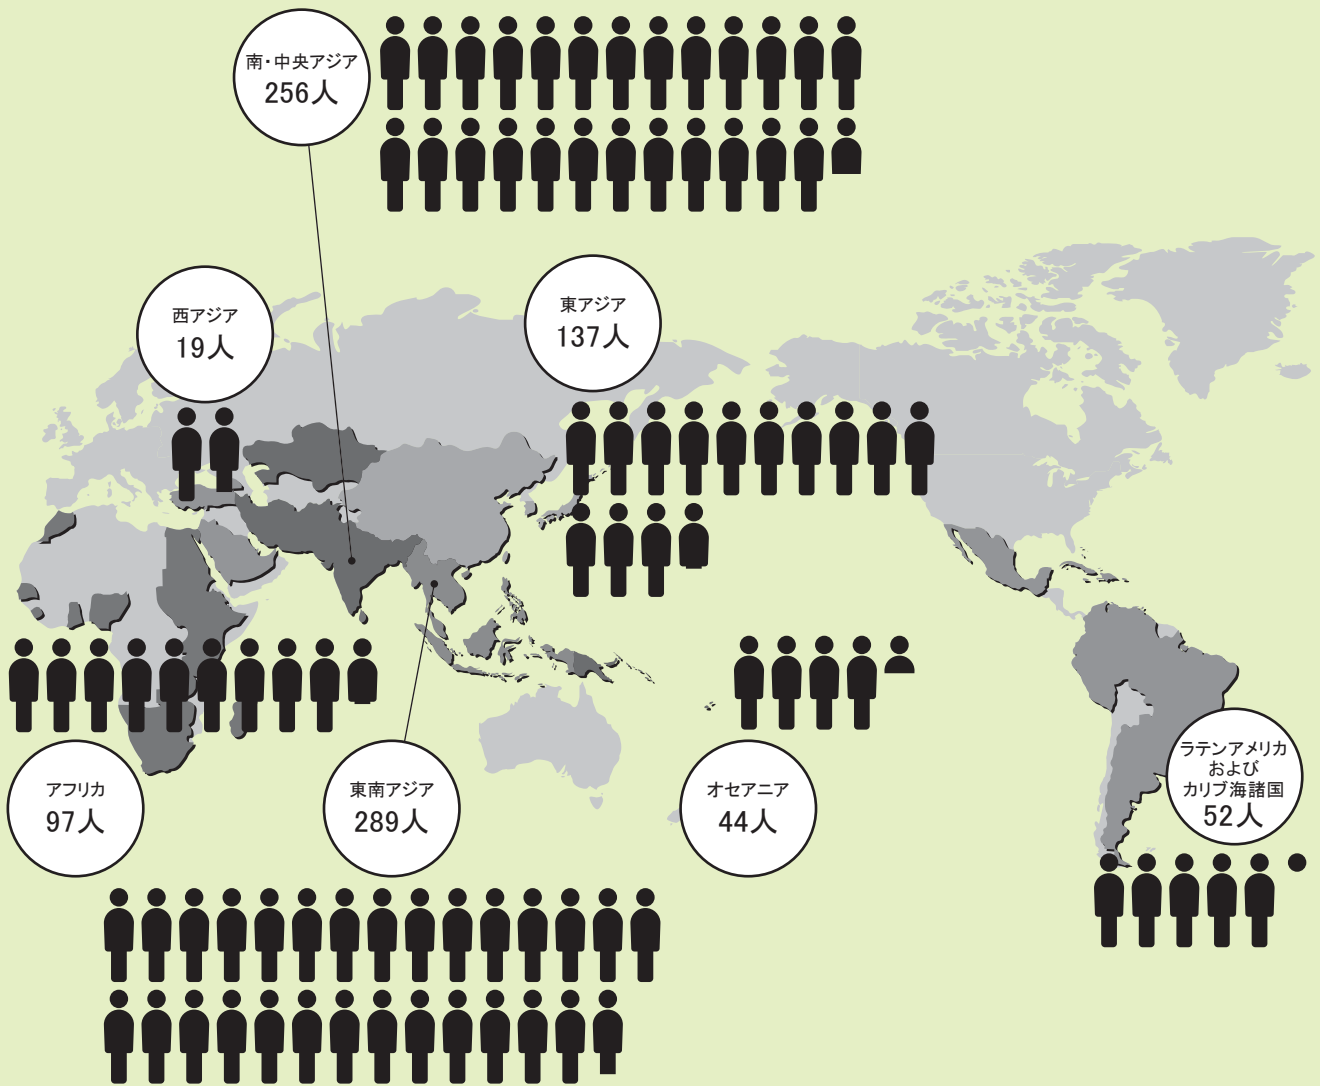 南・中央アジア
256人
西アジア
19人
東アジア
137人
アフリカ
97人
東南アジア
289人
オセアニア
44人
ラテンアメリカ
および
カリブ海諸国
52人